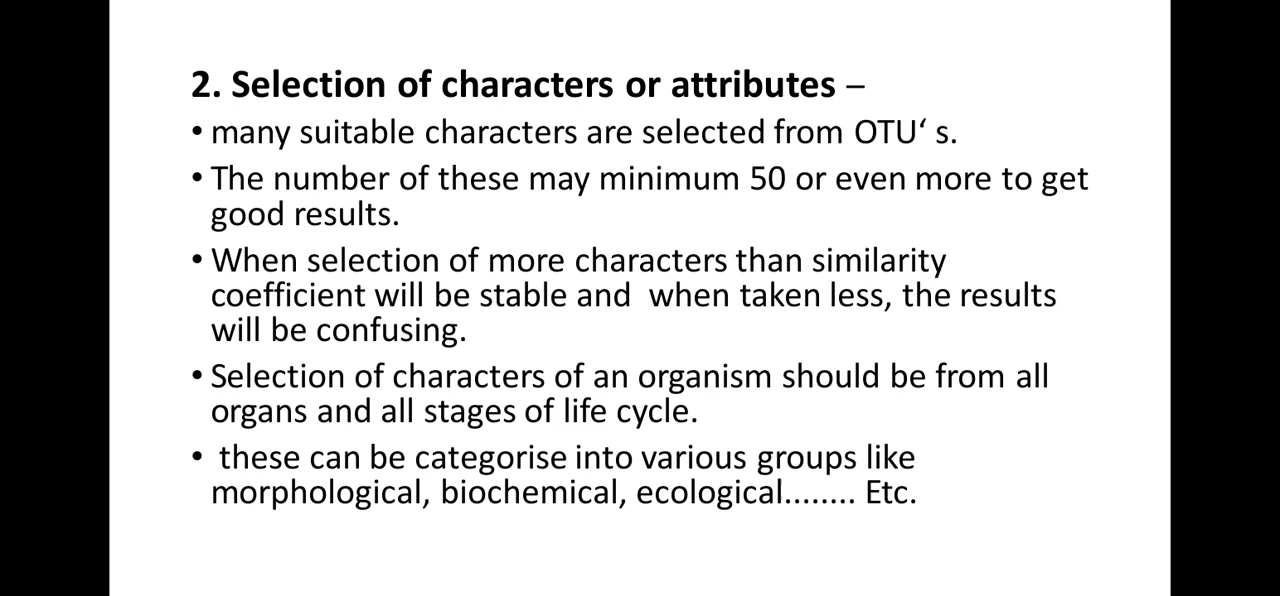 2. Selection of characters or attributes –
• many suitable characters are selected from OTU‘ s.
• The number of these may minimum 50 or even more to get
good results.
• When selection of more characters than similarity
coefficient will be stable and  when taken less, the results
will be confusing.
• Selection of characters of an organism should be from all
organs and all stages of life cycle.
•  these can be categorise into various groups like
morphological, biochemical, ecological........ Etc.